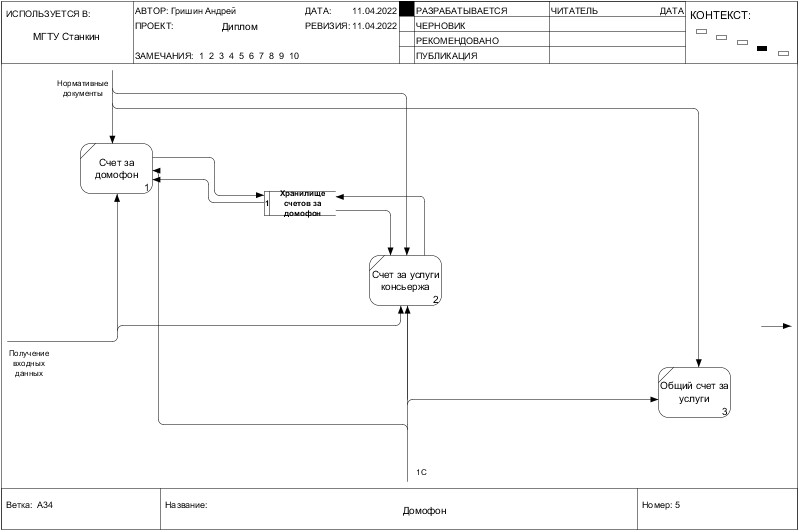 ИСПОЛЬЗУЕТСЯ В:
МГТУ Станкин
АВТОР: Гришин Андрей
ДАТА: 11.04.2022
ПРОЕКТ: Диплом
РЕВИЗИЯ: 11.04.2022
ЗАМЕЧАНИЯ: 1 2 3 4 5 6 7 8 9 10
РАЗРАБАТЫВАЕТСЯ
ЧЕРНОВИК
РЕКОМЕНДОВАНО
ПУБЛИКАЦИЯ
ЧИТАТЕЛЬ
ДАТА
КОНТЕКСТ:
Нормативные
документы
Счет за
домофон
1
1
Хранилище
счетов за
домофон
Счет за услуги
консьержа
2
Получение
входных
данных
Общий счет за
услуги
3
1С
Ветка: А34
Название:
Домофон
Номер: 5